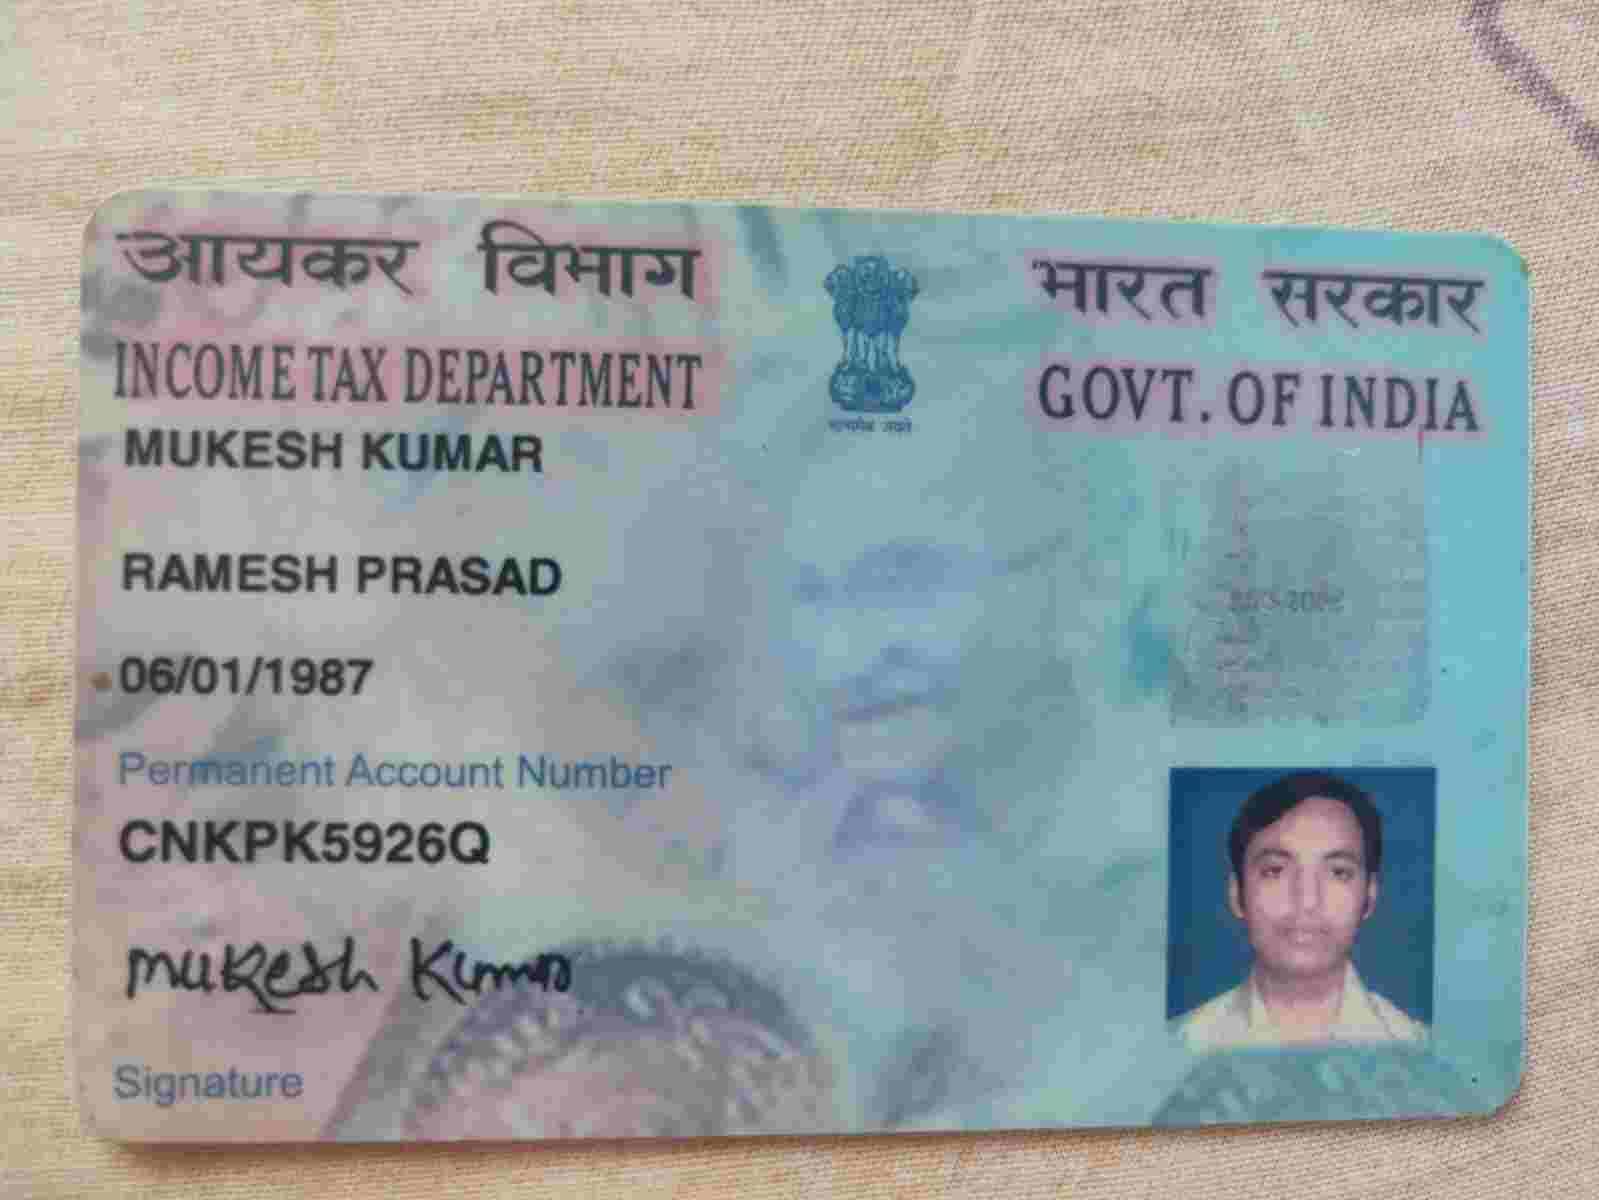 आयकर विभाग
INCOME TAX DEPARTMENT
भारत सरकार
GOVT. OF INDIA
सत्यमेव जयते
MUKESH KUMAR
RAMESH PRASAD
06/01/1987
Permanent Account Number
CNKPK5926Q
Mukesh Kumar
Signature